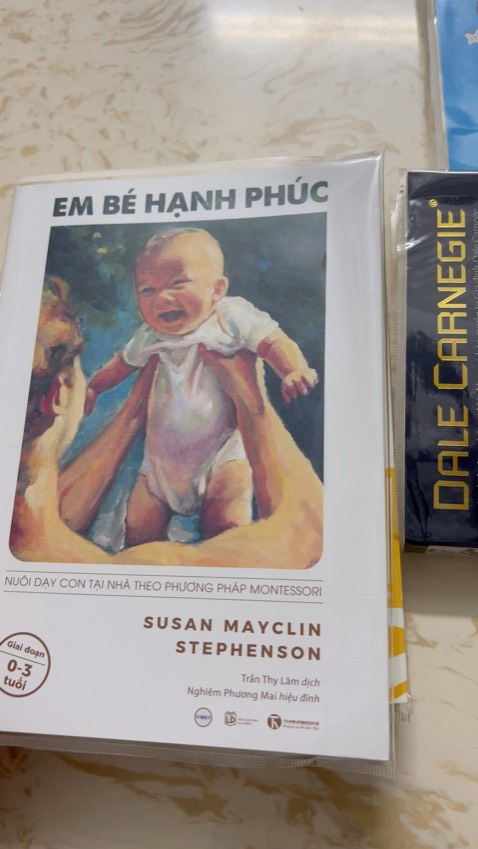 EM BÉ HẠNH PHÚC
NUÔI DẠY CON TẠI NHÀ THEO PHƯƠNG PHÁP MONTESSORI
SUSAN MAYCLIN
STEPHENSON
Trần Thy Lâm dịch
Nghiêm Phương Mai hiệu đính
Giai đoạn
0-3
tuổi
DALE CARNEGIE®